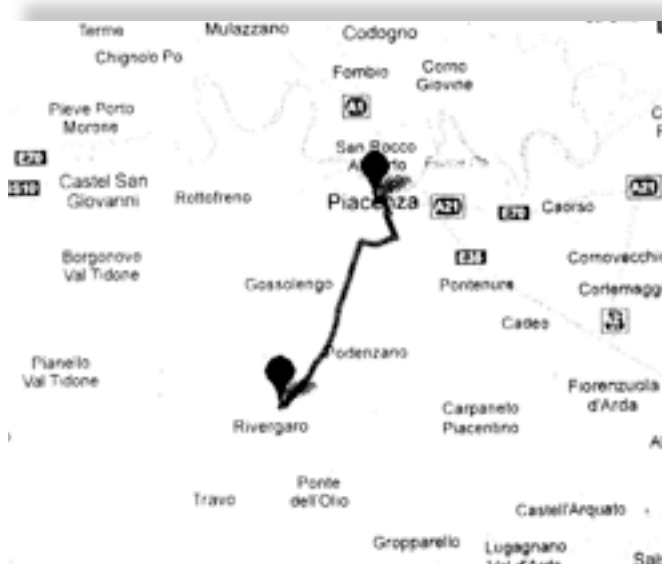 Terme
Mulazzano
Codogno
Chignolo Po
Fombio
Corno
Giovine
A1
Pieve Porto
Morone
San Rocco
E70
Castel San
Giovanni
Rottofreno
Piacenza
A21
E70
Caorso
A21
Borgonovo
Val Tidone
E35
Gossolengo
Pontenure
Cortemagg
Cadeo
Podenzano
Pianello
Val Tidone
Fiorenzuola
d'Arda
Rivergaro
Carpaneto
Piacentino
Travo
Ponte
dell'Olio
Castell'Arquato
Gropparello
Lugagnano